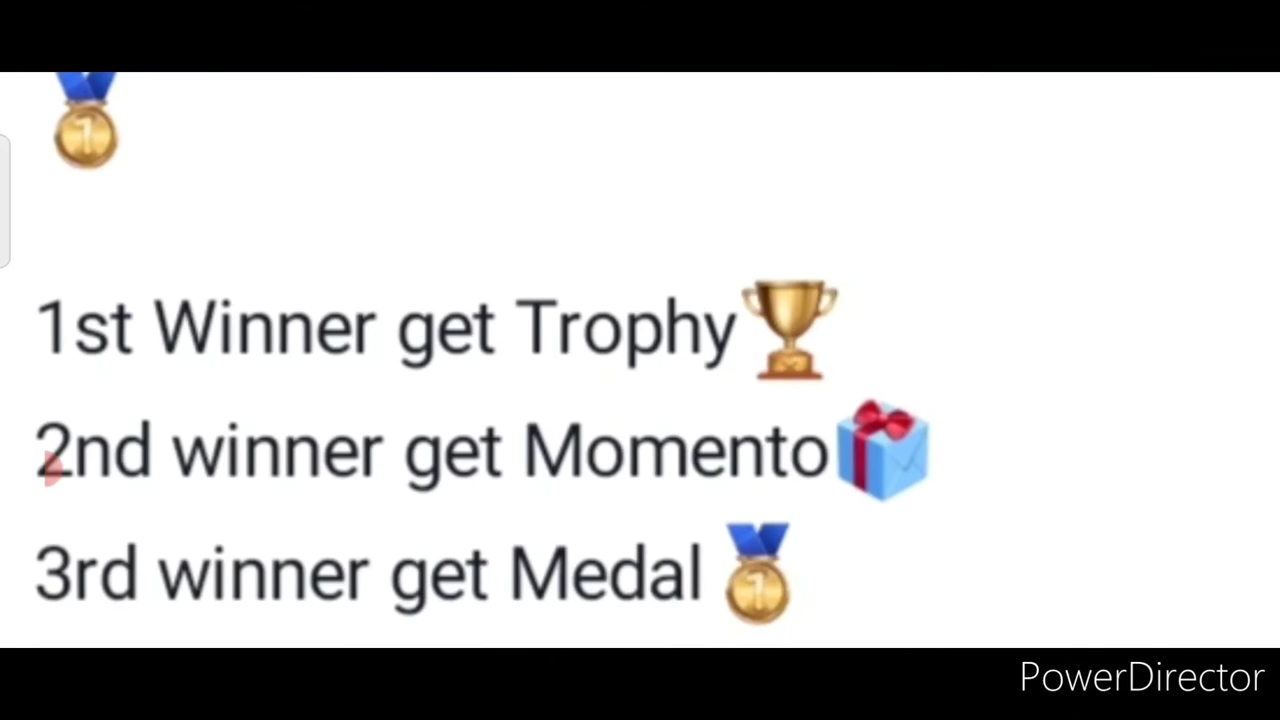 1st Winner get Trophy🏆
2nd winner get Momento🎁
3rd winner get Medal 🥇
PowerDirector